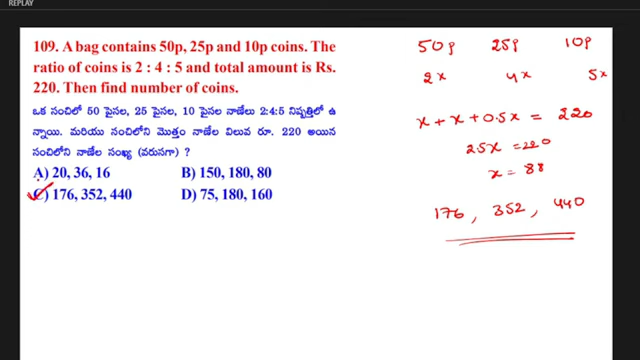 REPLAY
109. A bag contains 50p, 25p and 10p coins. The
ratio of coins is 2 : 4 : 5 and total amount is Rs.
220. Then find number of coins.
ఒక సంచిలో 50 పైసల, 25 పైసల, 10 పైసల నాణేలు 2:4:5 నిష్పత్తిలో ఉ
న్నాయి. మరియు సంచిలోని మొత్తం నాణేల విలువ రూ. 220 అయిన
సంచిలోని నాణేల సంఖ్య (వరుసగా) ?
A) 20, 36, 16 B) 150, 180, 80
C) 176, 352, 440 D) 75, 180, 160
50p 25p 10p
2x 4x 5x
x + x + 0.5x = 220
2.5x = 220
x = 88
176, 352, 440